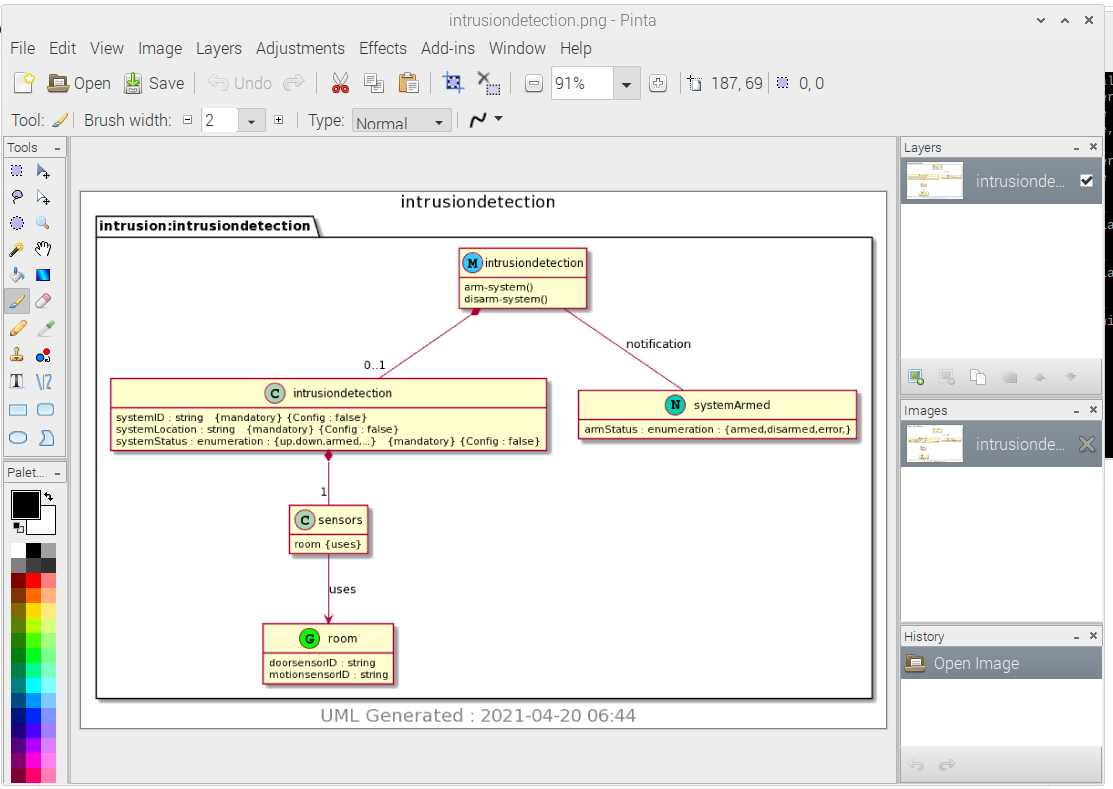 intrusiondetection.png - Pinta
File Edit View Image Layers Adjustments Effects Add-ins Window Help
Open Save Undo 91% 187, 69 0, 0
Tool: Brush width: 2 Type: Normal
Tools
T
Palet...
intrusiondetection
intrusion:intrusiondetection
M intrusiondetection
arm-system()
disarm-system()
0..1
notification
C intrusiondetection
systemID : string {mandatory} {Config : false}
systemLocation : string {mandatory} {Config : false}
systemStatus : enumeration : {up,down,armed,...} {mandatory} {Config : false}
N systemArmed
armStatus : enumeration : {armed,disarmed,error,}
1
C sensors
room {uses}
uses
G room
doorsensorID : string
motionsensorID : string
UML Generated : 2021-04-20 06:44
Layers
intrusionde...
Images
intrusionde...
History
Open Image